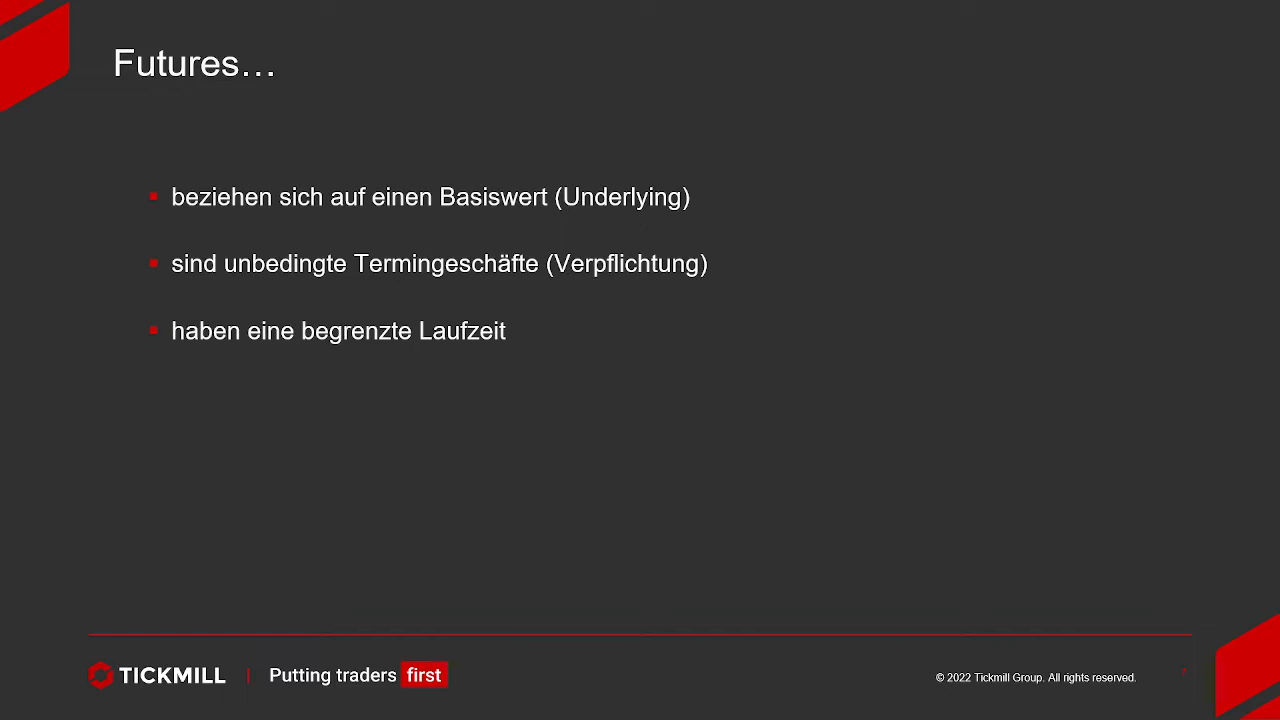 Futures…
beziehen sich auf einen Basiswert (Underlying)
sind unbedingte Termingeschäfte (Verpflichtung)
haben eine begrenzte Laufzeit
TICKMILL | Putting traders first
© 2022 Tickmill Group. All rights reserved.
7